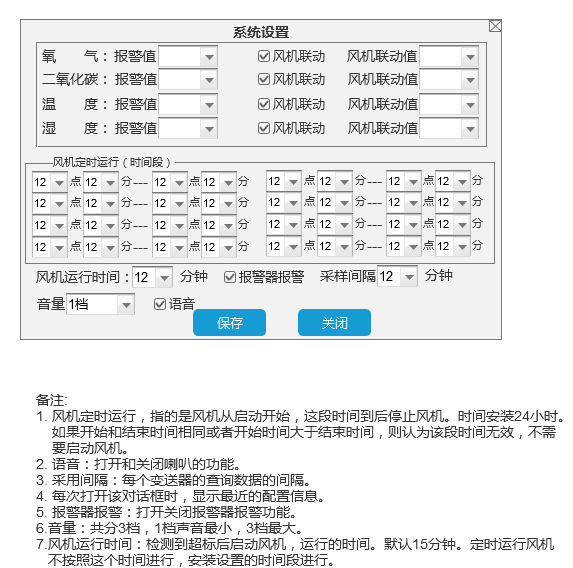 系统设置
氧 气： 报警值 风机联动 风机联动值
二氧化碳： 报警值 风机联动 风机联动值
温 度： 报警值 风机联动 风机联动值
湿 度： 报警值 风机联动 风机联动值
风机定时运行（时间段）
12 点 12 分--- 12 点 12 分 12 点 12 分--- 12 点 12 分
12 点 12 分--- 12 点 12 分 12 点 12 分--- 12 点 12 分
12 点 12 分--- 12 点 12 分 12 点 12 分--- 12 点 12 分
12 点 12 分--- 12 点 12 分 12 点 12 分--- 12 点 12 分
风机运行时间：12 分钟 报警器报警 采样间隔 12 分钟
音量 1档 语音
保存 关闭
备注:
1. 风机定时运行，指的是风机从启动开始，这段时间到后停止风机。时间安装24小时。
如果开始和结束时间相同或者开始时间大于结束时间，则认为该段时间无效，不需
要启动风机。
2. 语音：打开和关闭喇叭的功能。
3. 采用间隔：每个变送器的查询数据的间隔。
4. 每次打开该对话框时，显示最近的配置信息。
5. 报警器报警：打开关闭报警器报警功能。
6.音量：共分3档，1档声音最小，3档最大。
7.风机运行时间：检测到超标后启动风机，运行的时间。默认15分钟。定时运行风机
不按照这个时间进行，安装设置的时间段进行。